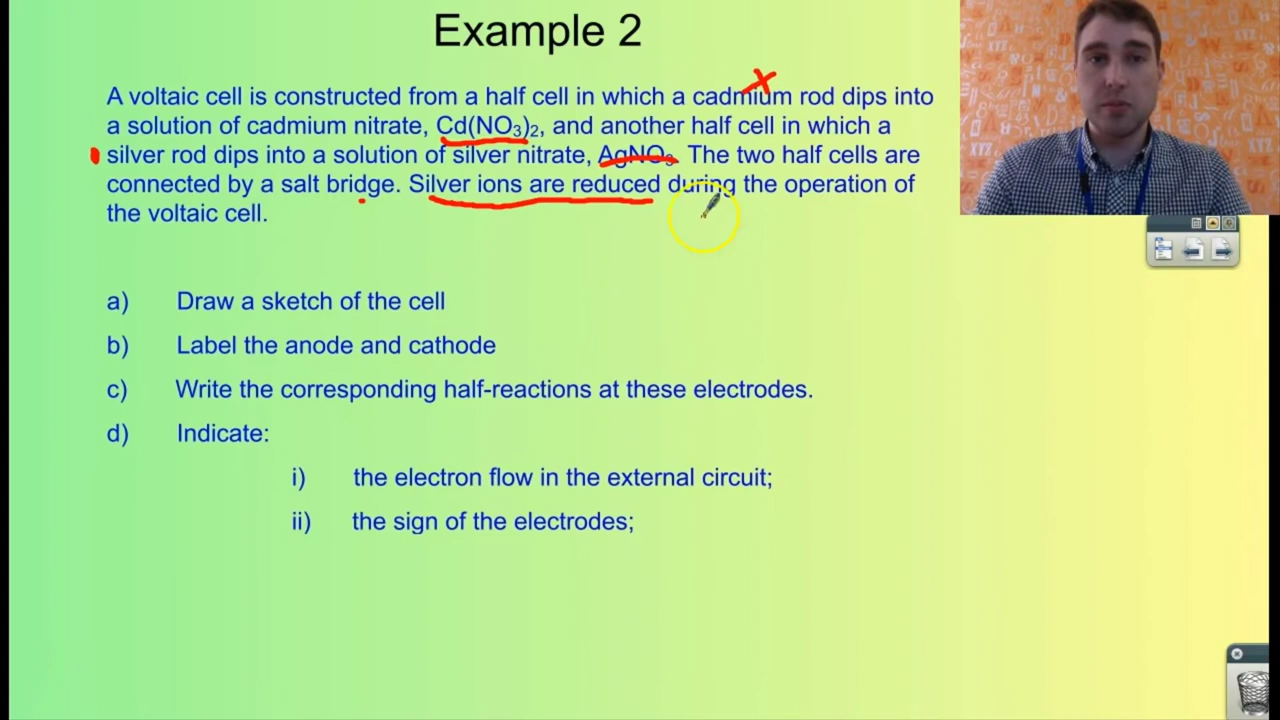 Example 2
A voltaic cell is constructed from a half cell in which a cadmium rod dips into
a solution of cadmium nitrate, Cd(NO₃)₂, and another half cell in which a
silver rod dips into a solution of silver nitrate, AgNO₃. The two half cells are
connected by a salt bridge. Silver ions are reduced during the operation of
the voltaic cell.
a) Draw a sketch of the cell
b) Label the anode and cathode
c) Write the corresponding half-reactions at these electrodes.
d) Indicate:
i) the electron flow in the external circuit;
ii) the sign of the electrodes;